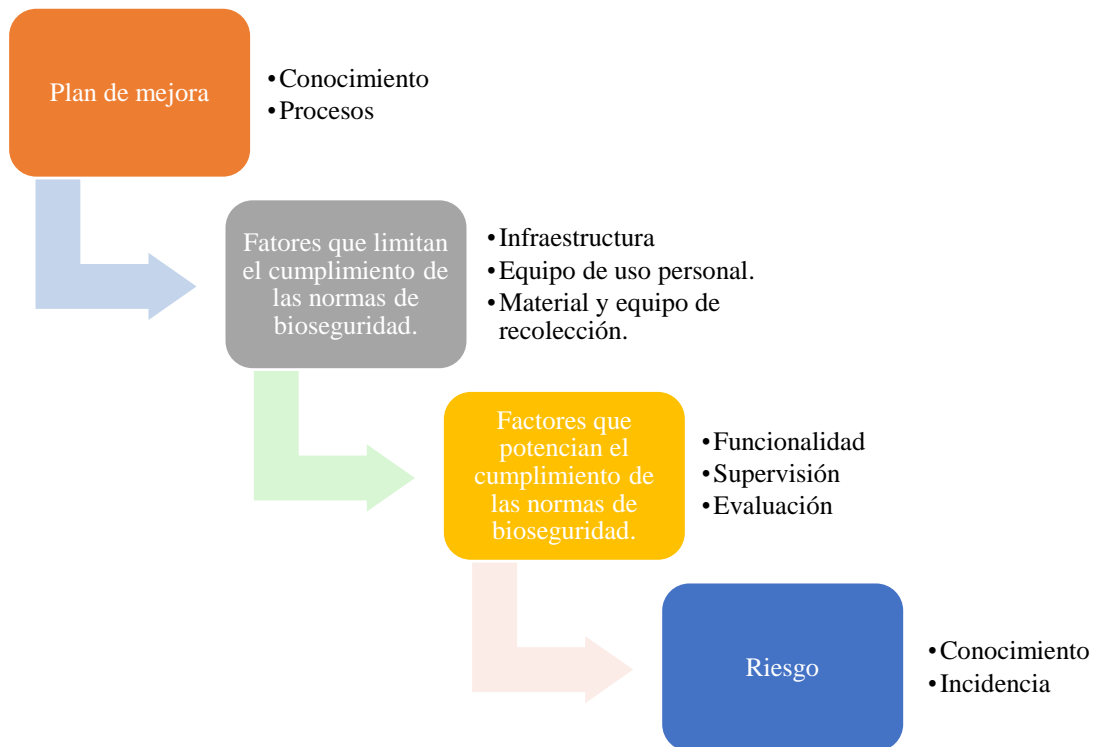 Plan de mejora
•Conocimiento
•Procesos
Fatores que limitan
el cumplimiento de
las normas de
bioseguridad.
•Infraestructura
•Equipo de uso personal.
•Material y equipo de
recolección.
Factores que
potencian el
cumplimiento de
las normas de
bioseguridad.
•Funcionalidad
•Supervisión
•Evaluación
Riesgo
•Conocimiento
•Incidencia